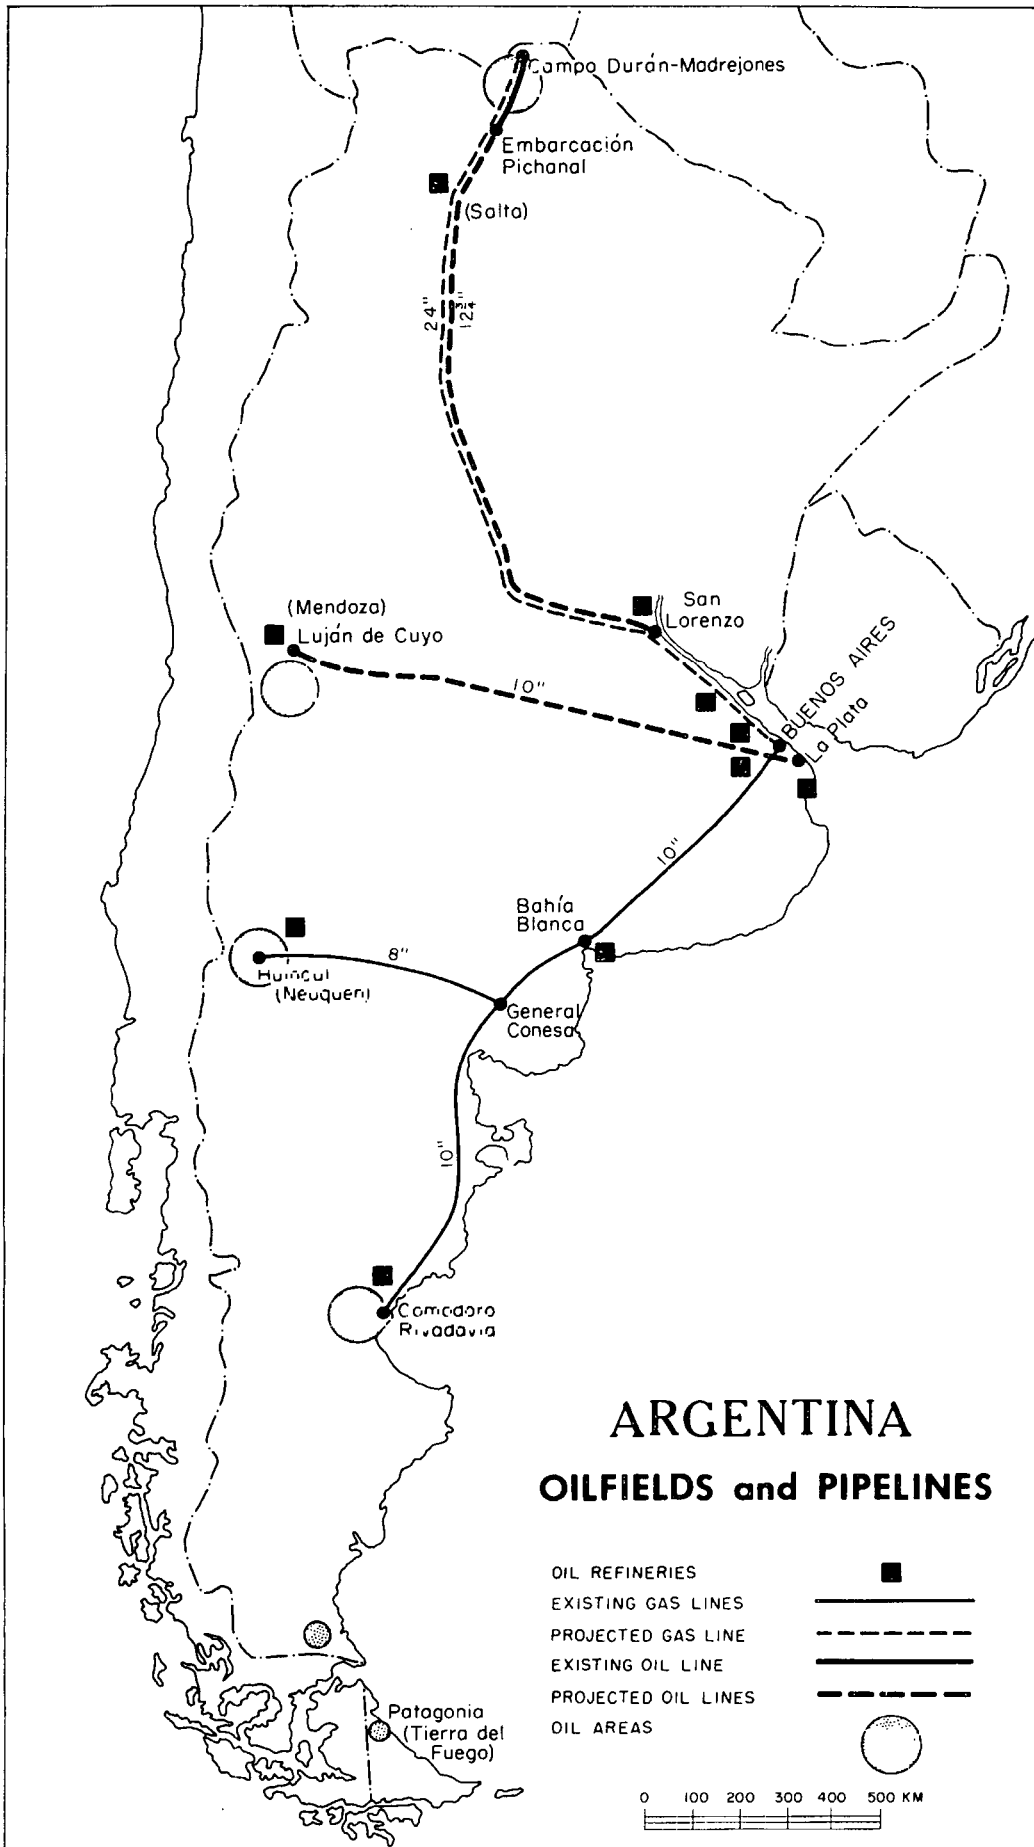 Campo Durán-Madrejones
Embarcación
Pichanal
(Salta)
24"
12¾"
San
Lorenzo
(Mendoza)
Luján de Cuyo
10"
BUENOS AIRES
La Plata
10"
Bahía
Blanca
8"
Huincul
(Neuquen)
General
Conesa
10"
Comodoro
Rivadavia
ARGENTINA
OILFIELDS and PIPELINES
OIL REFINERIES
EXISTING GAS LINES
PROJECTED GAS LINE
EXISTING OIL LINE
PROJECTED OIL LINES
OIL AREAS
Patagonia
(Tierra del
Fuego)
0 100 200 300 400 500 KM